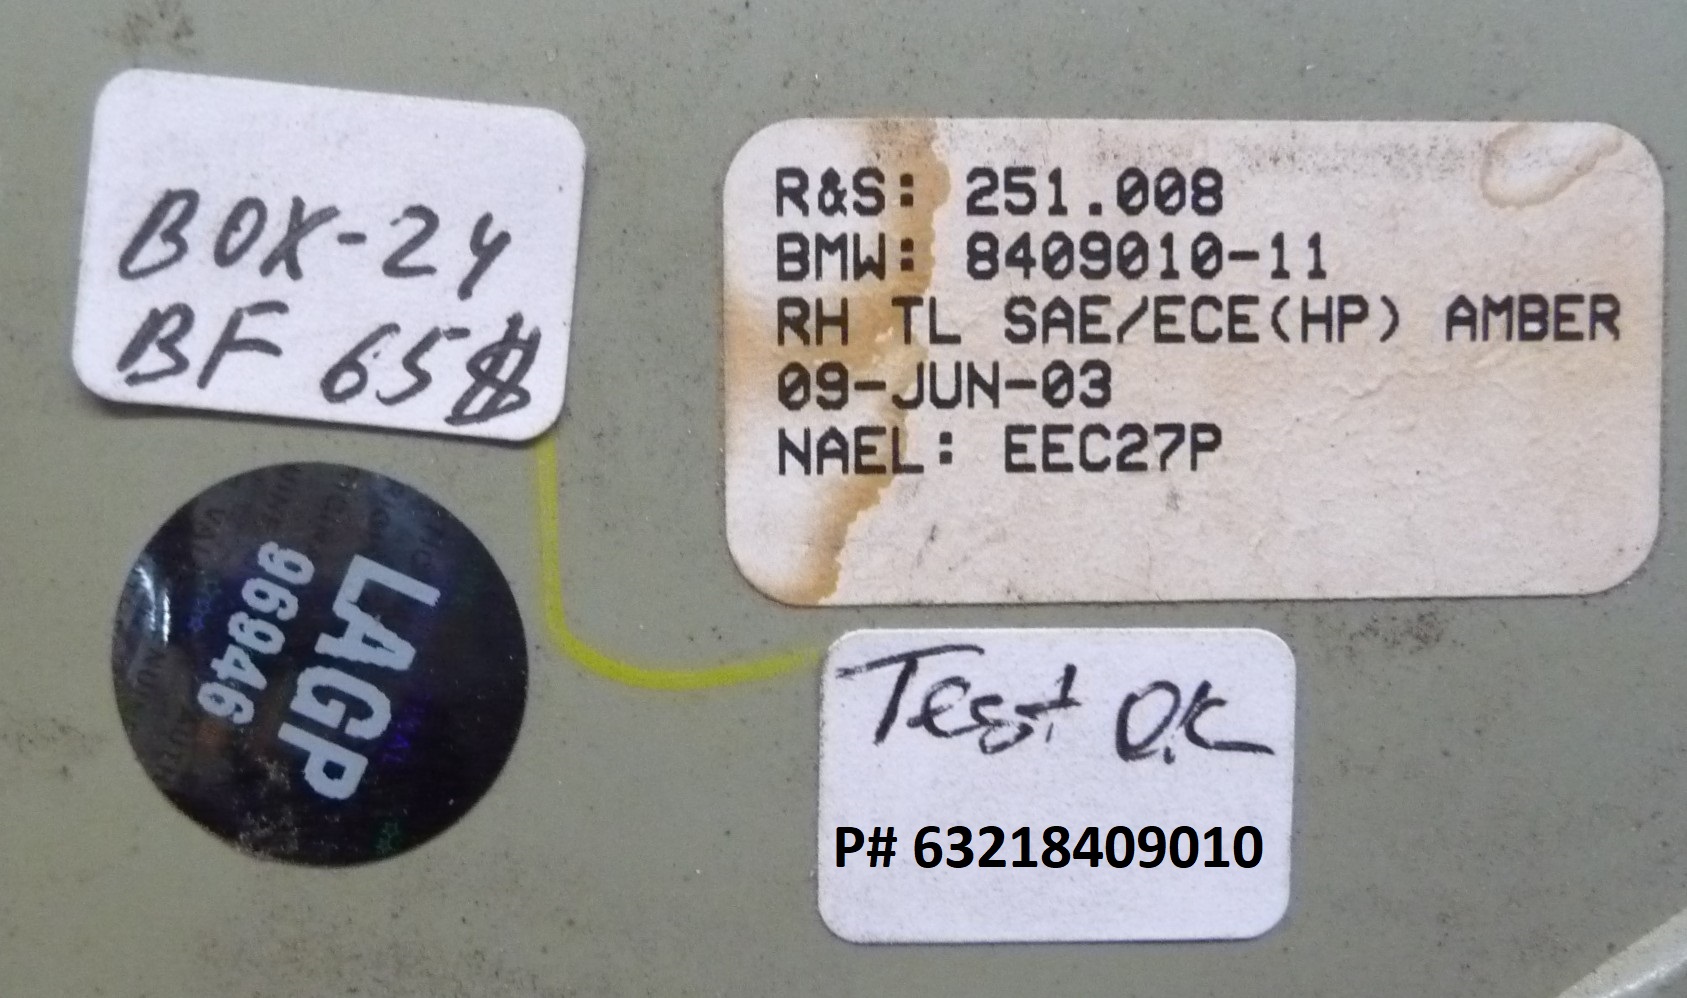 BOX-24
BF 65$
R&S: 251.008
BMW: 8409010-11
RH TL SAE/ECE(HP) AMBER
09-JUN-03
NAEL: EEC27P
LAGP
96946
Test O.K
P# 63218409010